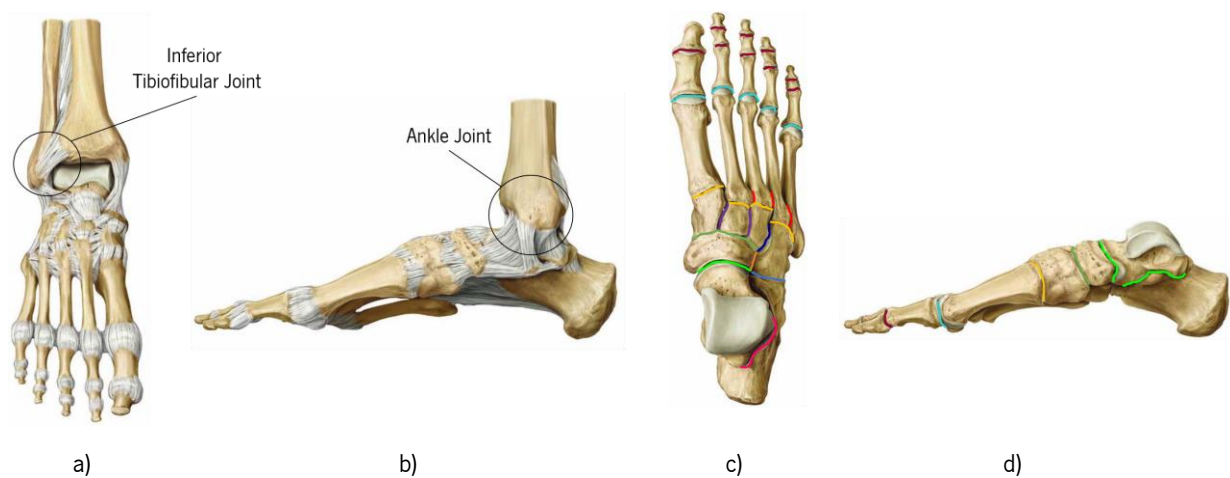 Inferior
Tibiofibular Joint
Ankle Joint
a)
b)
c)
d)